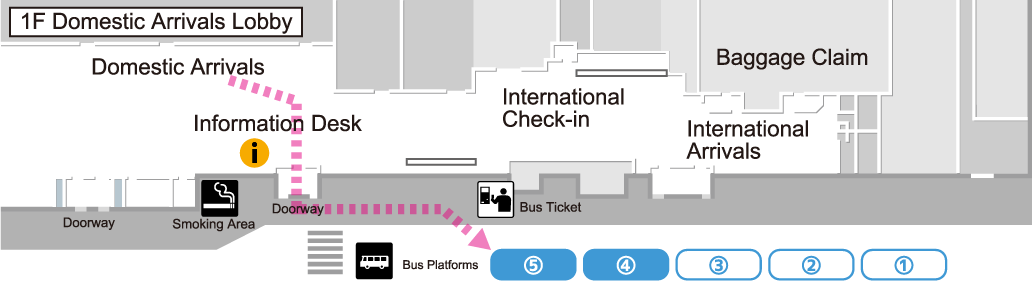 1F Domestic Arrivals Lobby
Domestic Arrivals
Baggage Claim
International
Check-in
Information Desk
International
Arrivals
i
Doorway
Smoking Area
Doorway
Bus Ticket
Bus Platforms
⑤
④
③
②
①